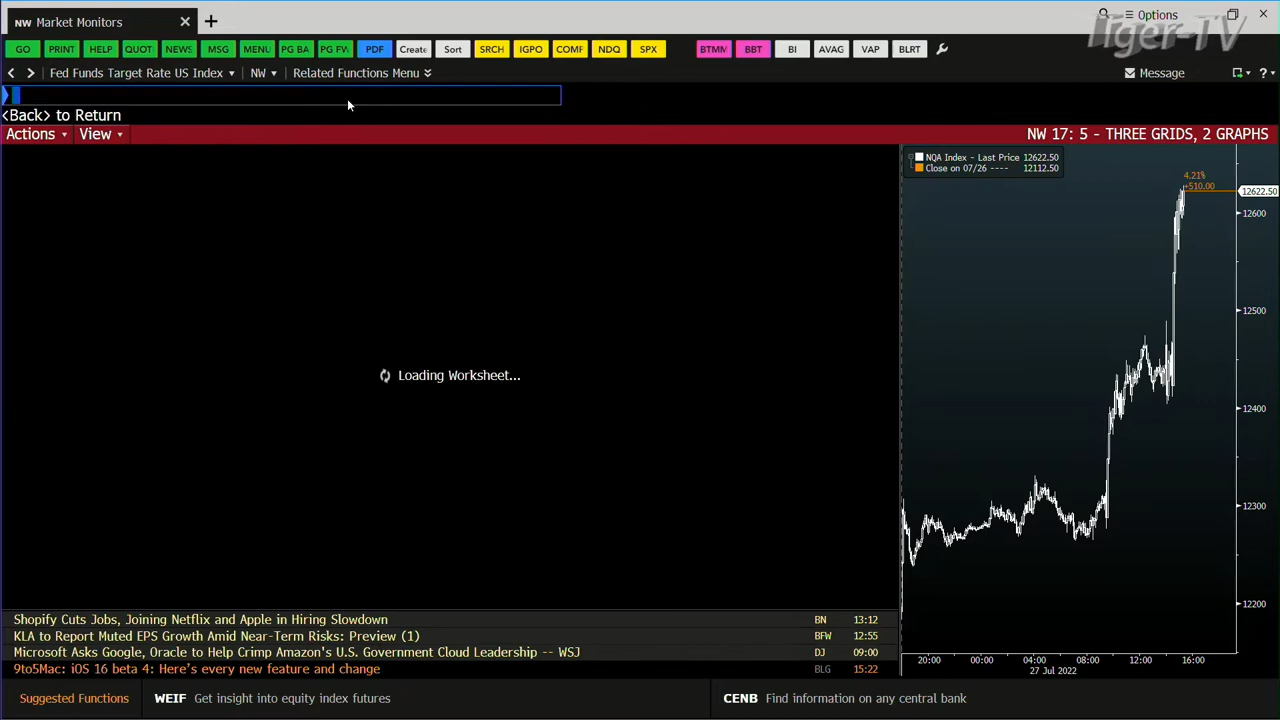 NW Market Monitors
Options
Tiger-TV
GO PRINT HELP QUOT NEWS MSG MENU PG BA PG FW PDF Create Sort SRCH IGPO COMF NDQ SPX BTMM BBT BI AVAG VAP BLRT
Fed Funds Target Rate US Index NW Related Functions Menu Message ?
<Back> to Return
Actions View NW 17: 5 - THREE GRIDS, 2 GRAPHS
NQA Index - Last Price 12622.50
Close on 07/26 ---- 12112.50
4.21%
+510.00
12622.50
12600
12500
12400
12300
12200
Loading Worksheet...
Shopify Cuts Jobs, Joining Netflix and Apple in Hiring Slowdown BN 13:12
KLA to Report Muted EPS Growth Amid Near-Term Risks: Preview (1) BFW 12:55
Microsoft Asks Google, Oracle to Help Crimp Amazon's U.S. Government Cloud Leadership -- WSJ DJ 09:00
9to5Mac: iOS 16 beta 4: Here's every new feature and change BLG 15:22
20:00 00:00 04:00 08:00 12:00 16:00
27 Jul 2022
Suggested Functions WEIF Get insight into equity index futures CENB Find information on any central bank